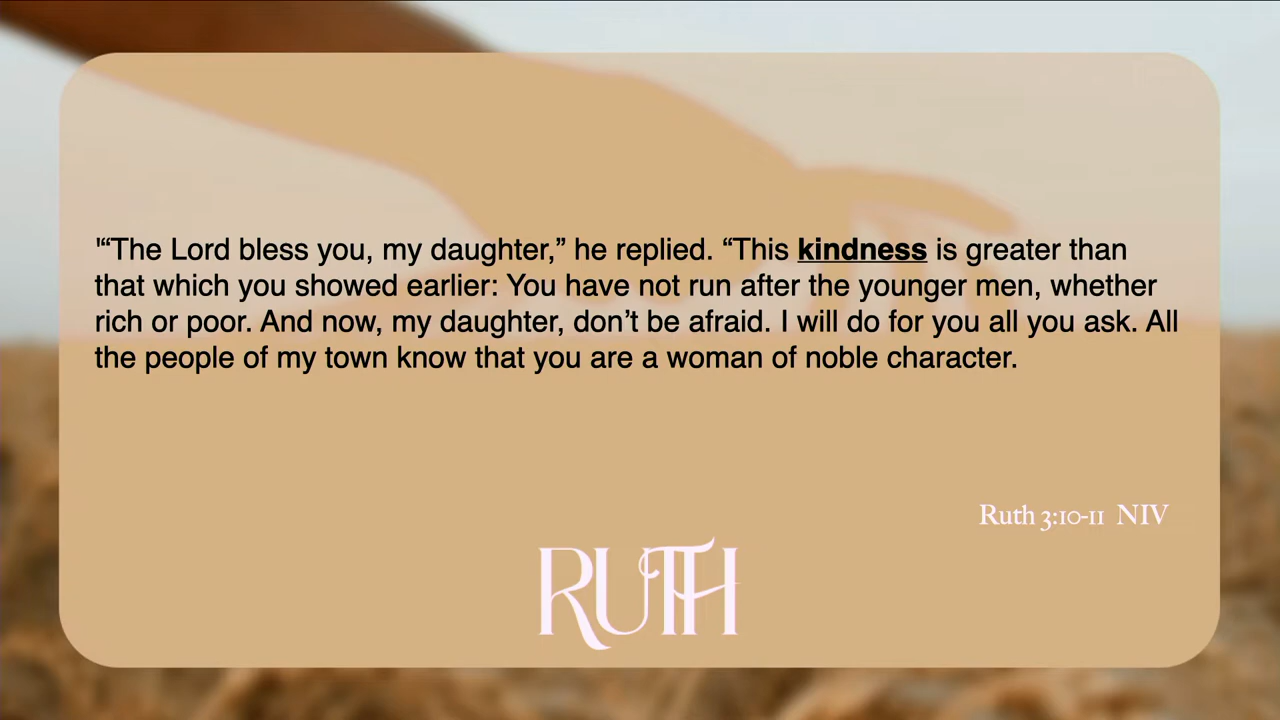 '“The Lord bless you, my daughter,” he replied. “This kindness is greater than
that which you showed earlier: You have not run after the younger men, whether
rich or poor. And now, my daughter, don’t be afraid. I will do for you all you ask. All
the people of my town know that you are a woman of noble character.
Ruth 3:10-11 NIV
RUTH